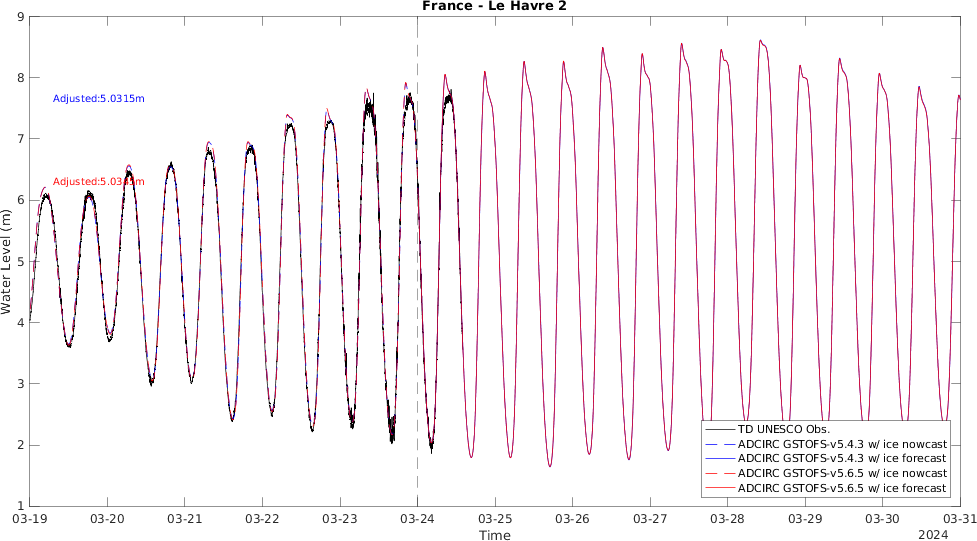 France - Le Havre 2
9
8
Adjusted:5.0315m
7
Adjusted:5.0345m
6
Water Level (m)
5
4
3
2
1
TD UNESCO Obs.
ADCIRC GSTOFS-v5.4.3 w/ ice nowcast
ADCIRC GSTOFS-v5.4.3 w/ ice forecast
ADCIRC GSTOFS-v5.6.5 w/ ice nowcast
ADCIRC GSTOFS-v5.6.5 w/ ice forecast
03-19 03-20 03-21 03-22 03-23 03-24 03-25 03-26 03-27 03-28 03-29 03-30 03-31
Time
2024